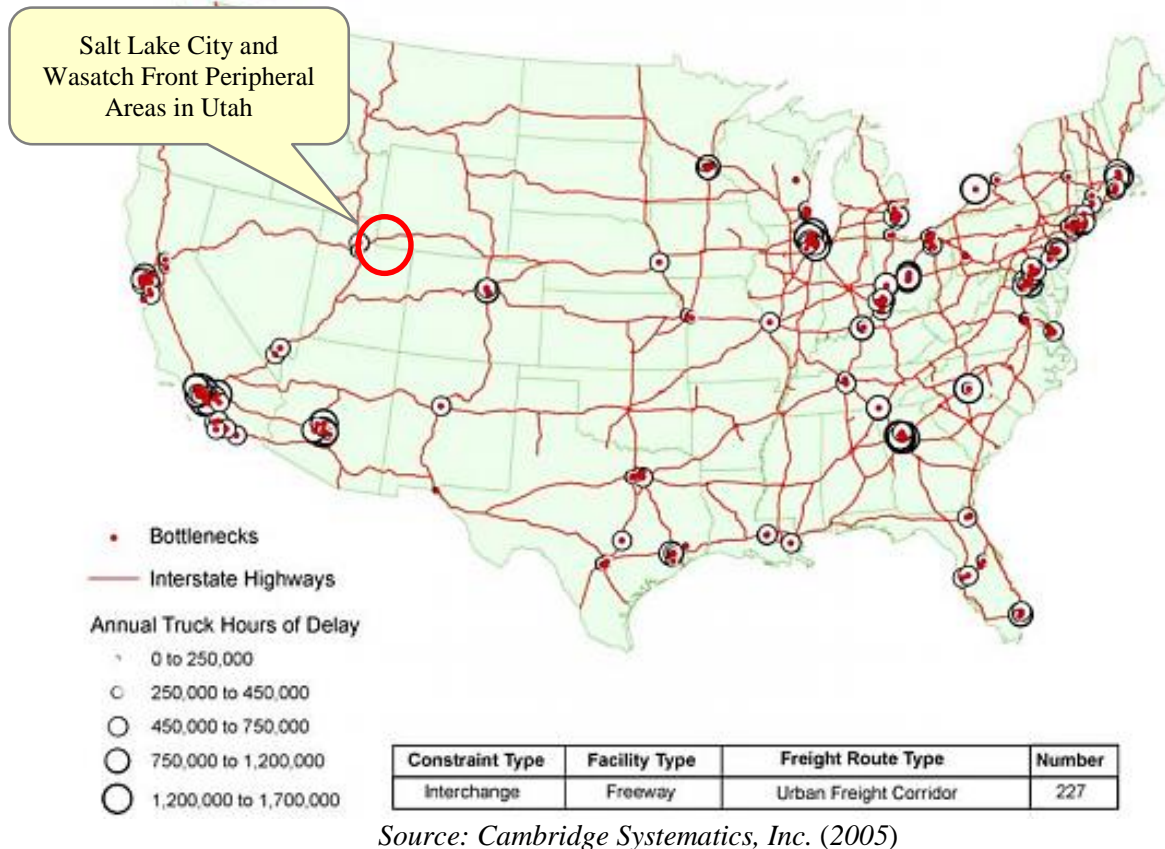 Salt Lake City and
Wasatch Front Peripheral
Areas in Utah
Bottlenecks
Interstate Highways
Annual Truck Hours of Delay
0 to 250,000
250,000 to 450,000
450,000 to 750,000
750,000 to 1,200,000
1,200,000 to 1,700,000
Constraint Type Facility Type Freight Route Type Number
Interchange Freeway Urban Freight Corridor 227
Source: Cambridge Systematics, Inc. (2005)